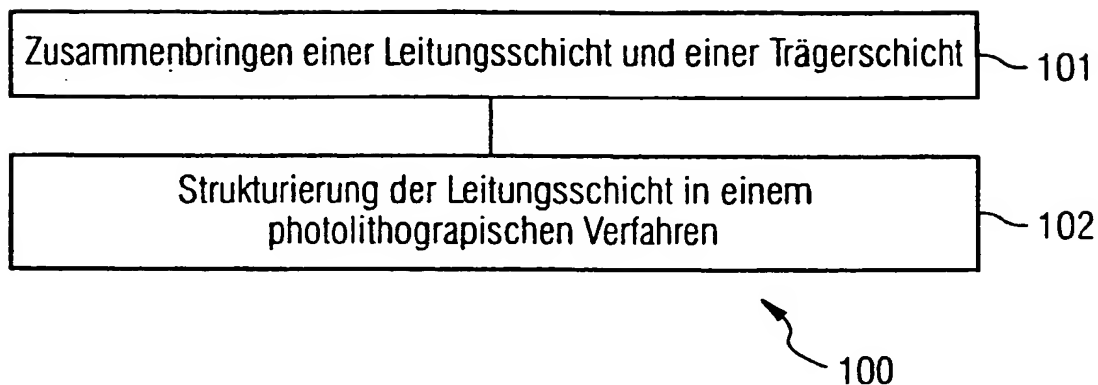 Zusammenbringen einer Leitungsschicht und einer Trägerschicht
101
Strukturierung der Leitungsschicht in einem
photolithograpischen Verfahren
102
100